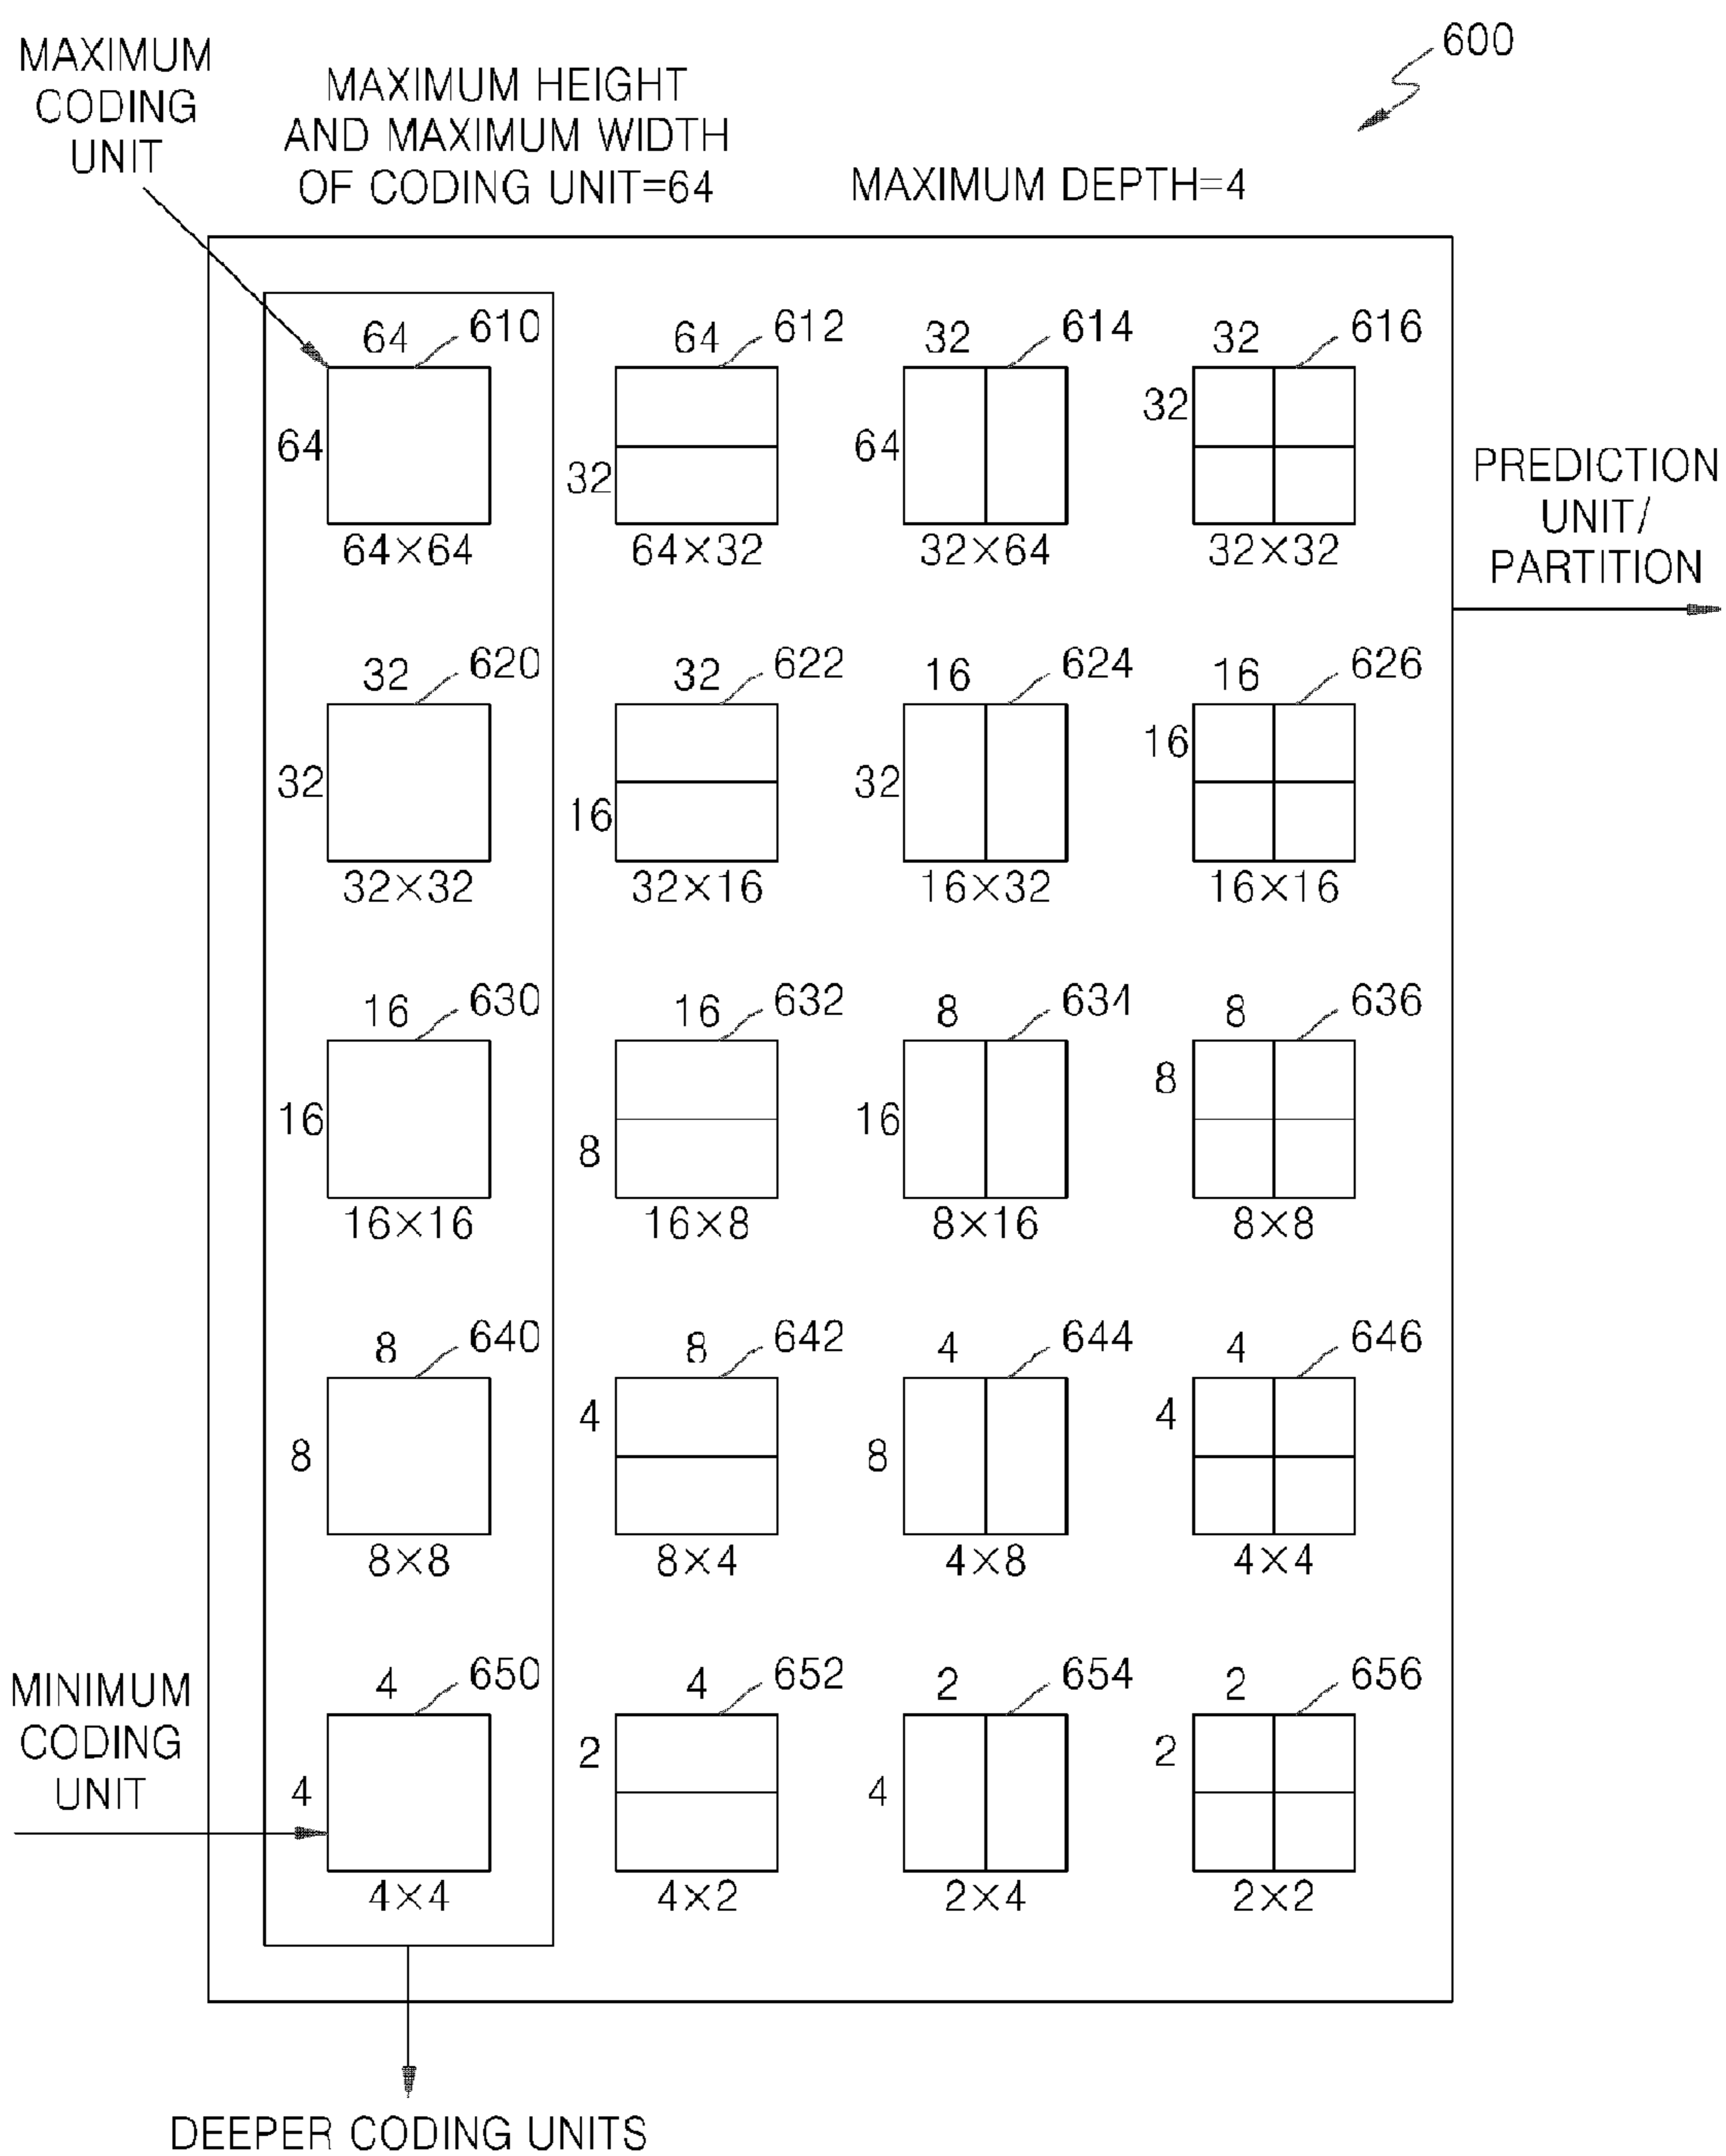 600
MAXIMUM
CODING
UNIT
MAXIMUM HEIGHT
AND MAXIMUM WIDTH
OF CODING UNIT=64
MAXIMUM DEPTH=4
64 610 64 612 32 614 32 616
64 32 64 32
64×64 64×32 32×64 32×32
PREDICTION
UNIT/
PARTITION
32 620 32 622 16 624 16 626
32 16 32 16
32×32 32×16 16×32 16×16
16 630 16 632 8 634 8 636
16 8 16 8
16×16 16×8 8×16 8×8
8 640 8 642 4 644 4 646
8 4 8 4
8×8 8×4 4×8 4×4
MINIMUM
CODING
UNIT
4 650 4 652 2 654 2 656
4 2 4 2
4×4 4×2 2×4 2×2
DEEPER CODING UNITS